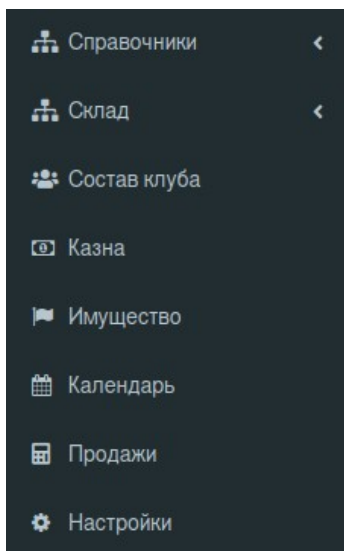 Справочники
Склад
Состав клуба
Казна
Имущество
Календарь
Продажи
Настройки